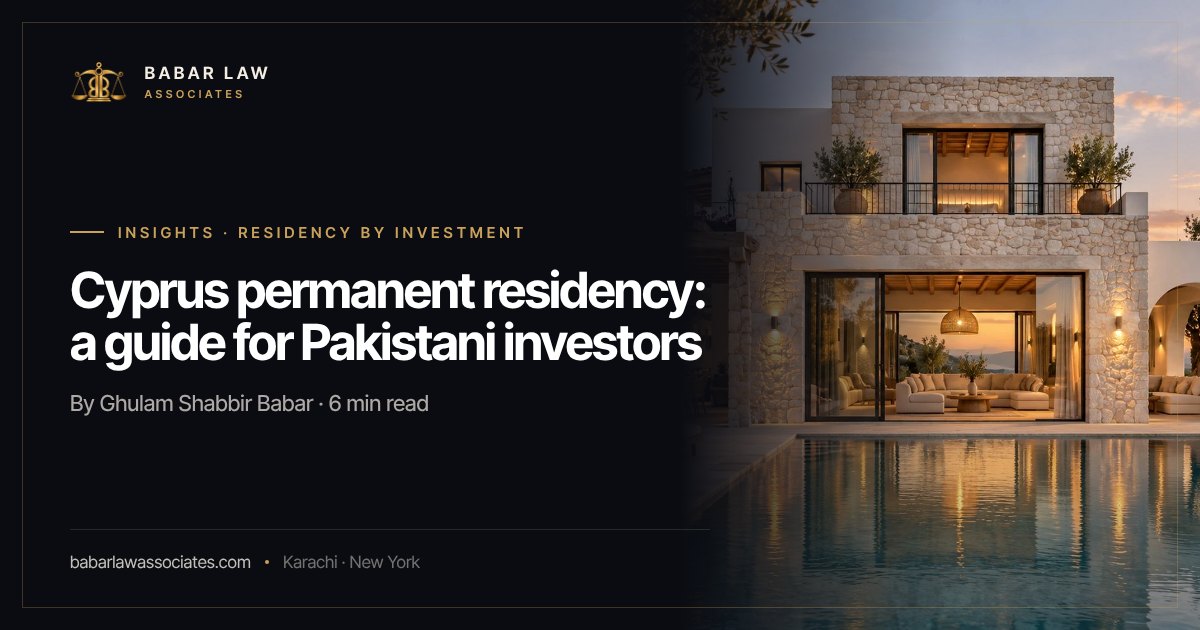 BABAR LAW
ASSOCIATES
INSIGHTS · RESIDENCY BY INVESTMENT
Cyprus permanent residency:
a guide for Pakistani investors
By Ghulam Shabbir Babar · 6 min read
babarlawassociates.com • Karachi · New York